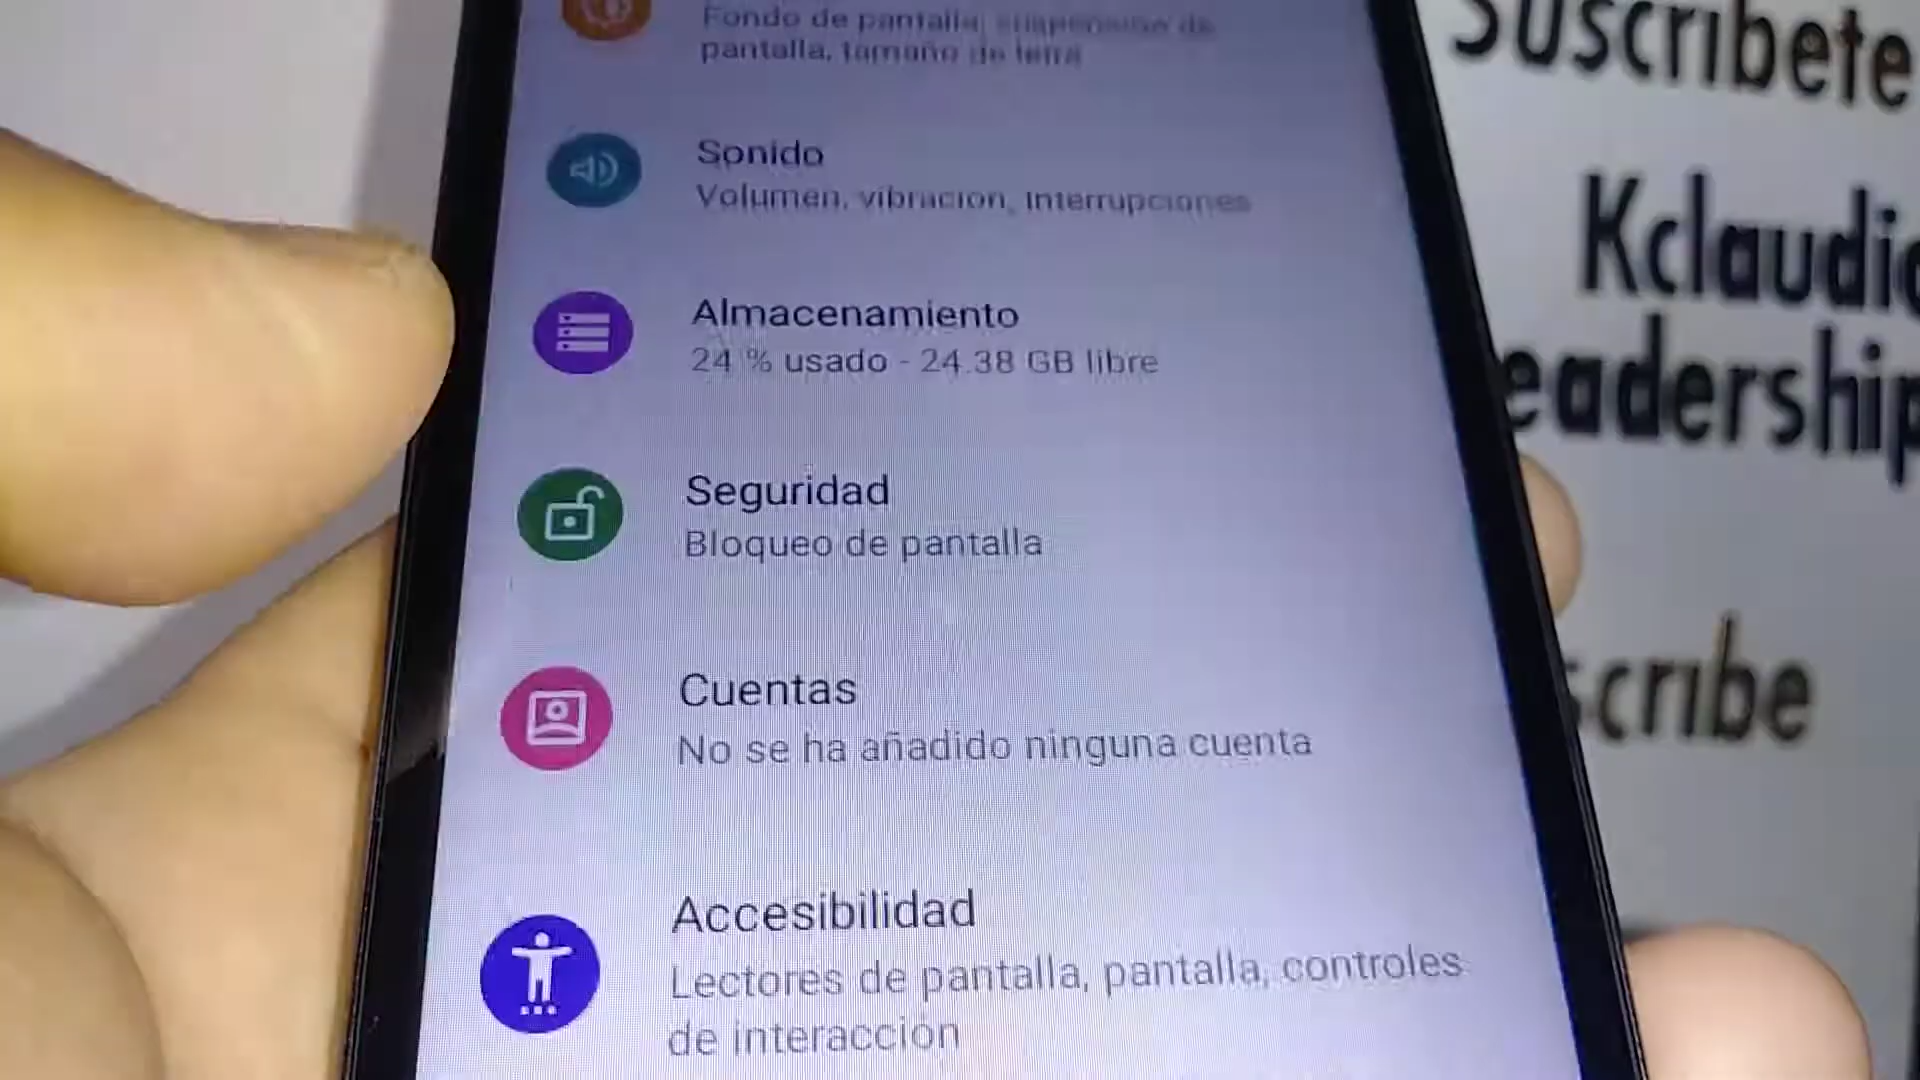 Fondo de pantalla, suspensión de
pantalla, tamaño de letra
Sonido
Volumen, vibración, interrupciones
Almacenamiento
24 % usado - 24.38 GB libre
Seguridad
Bloqueo de pantalla
Cuentas
No se ha añadido ninguna cuenta
Accesibilidad
Lectores de pantalla, pantalla, controles
de interacción
Suscribete
Kclaudio
eadership
scribe